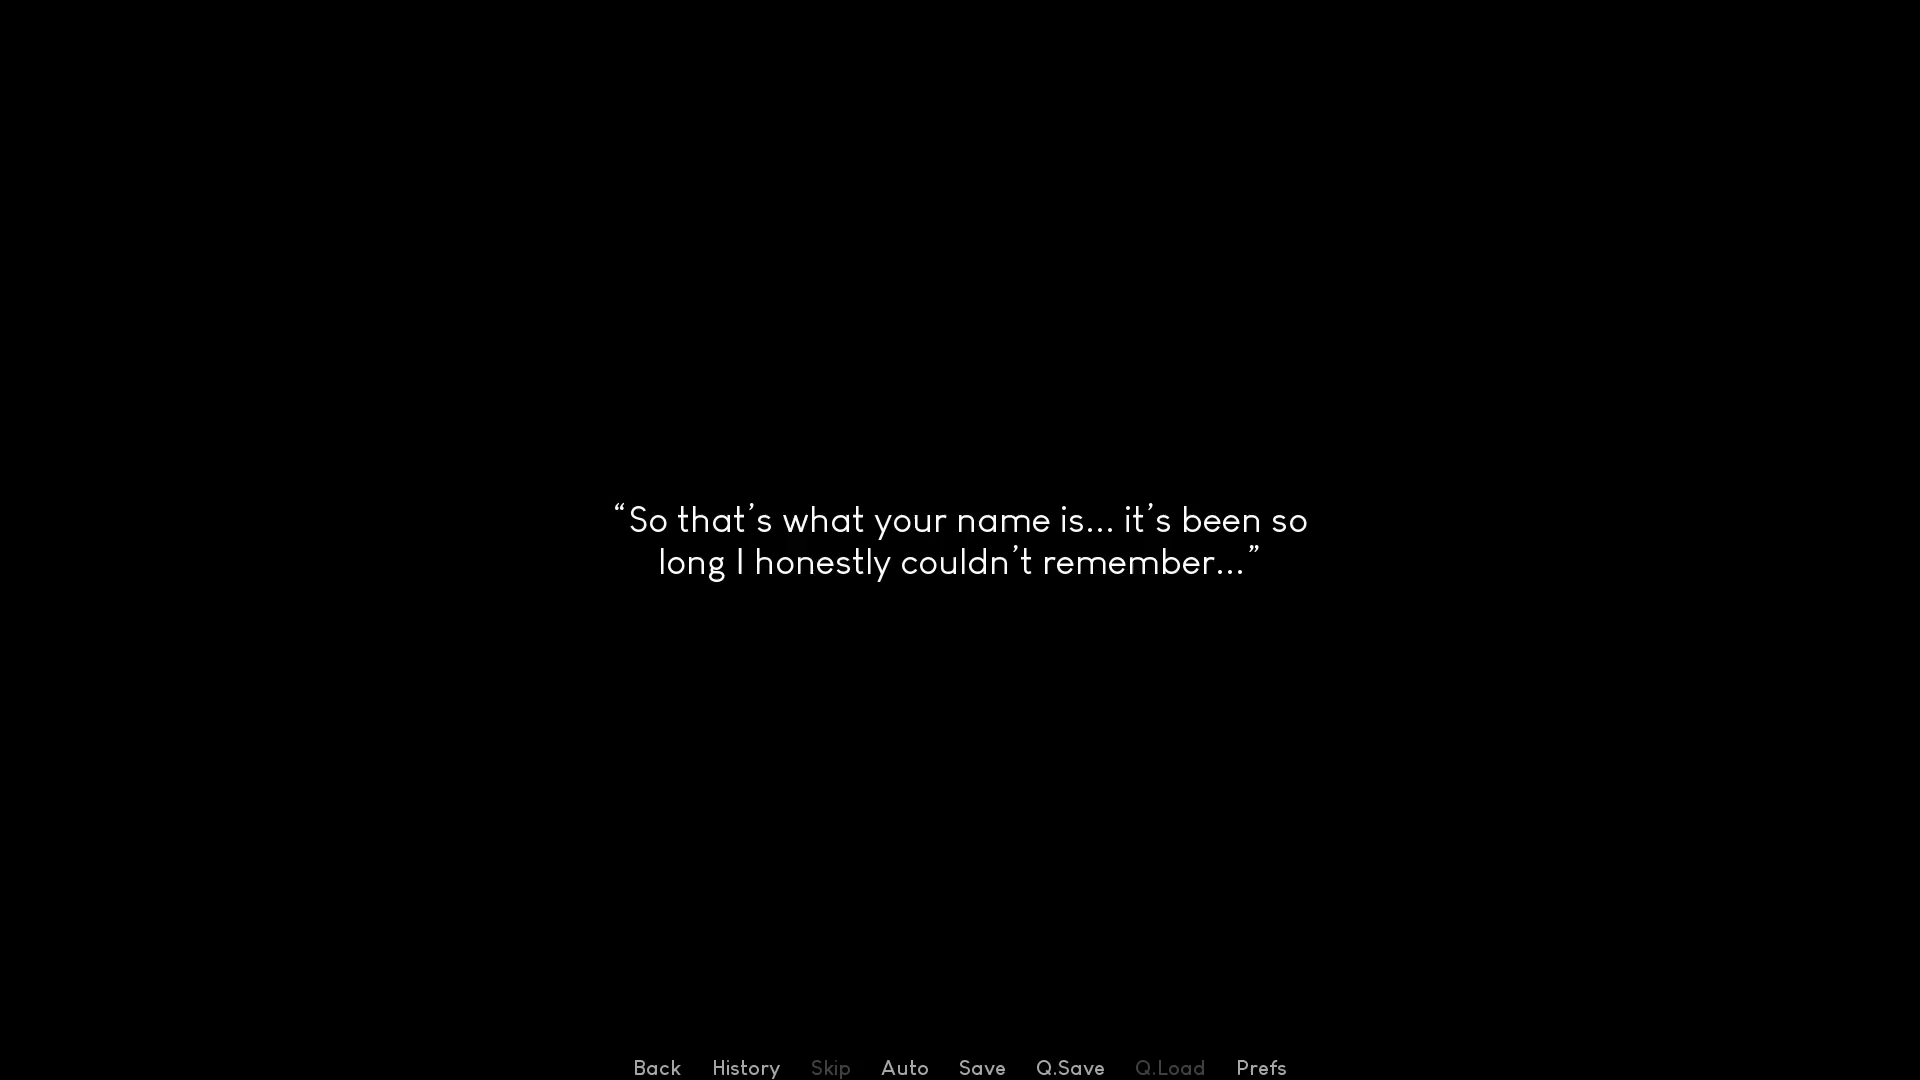 “So that’s what your name is... it’s been so
long I honestly couldn’t remember...”
Back History Skip Auto Save Q.Save Q.Load Prefs